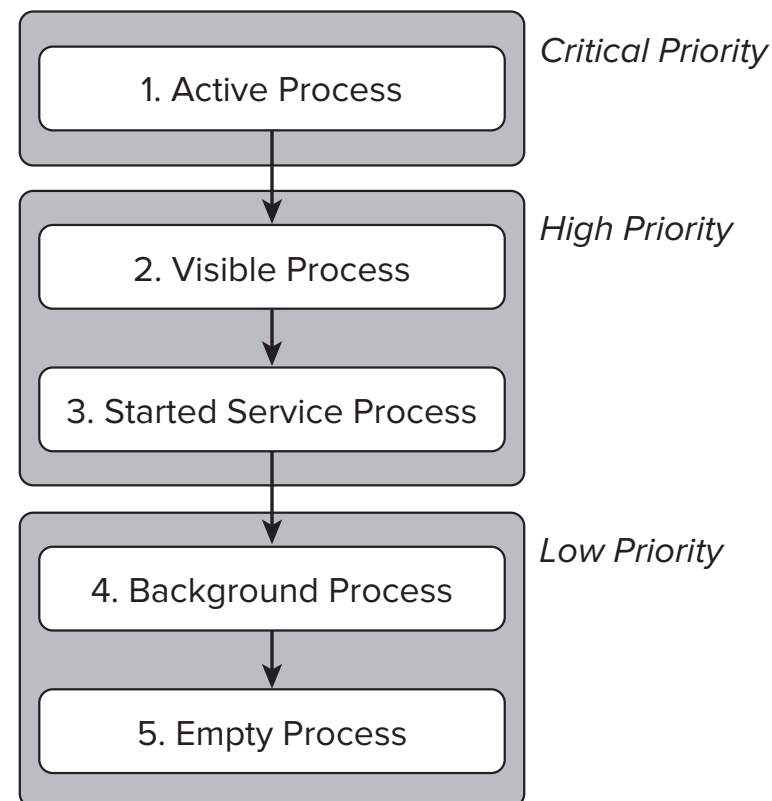 Critical Priority
1. Active Process
High Priority
2. Visible Process
3. Started Service Process
Low Priority
4. Background Process
5. Empty Process